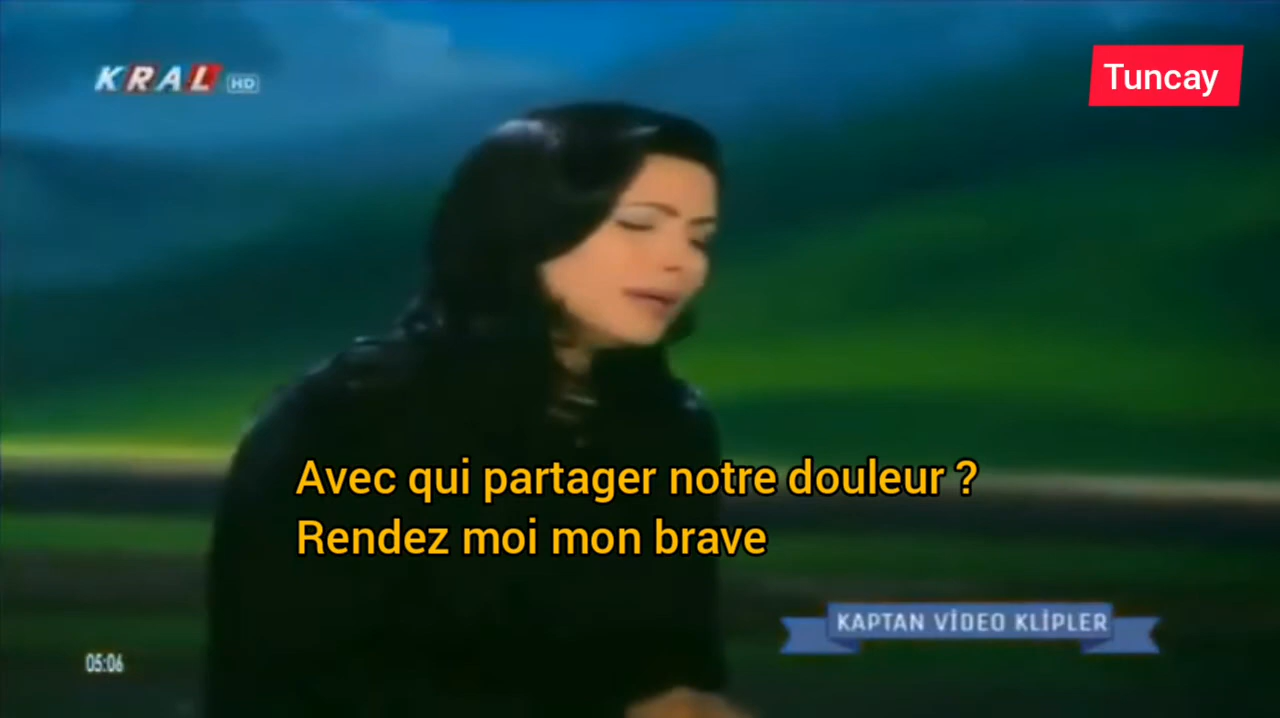 KRAL HD
Tuncay
Avec qui partager notre douleur ?
Rendez moi mon brave
KAPTAN VİDEO KLİPLER
05:06